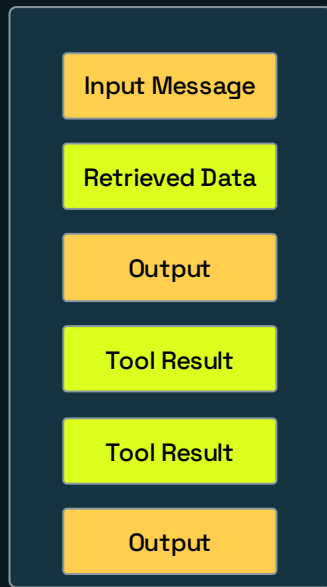 Input Message
Retrieved Data
Output
Tool Result
Tool Result
Output